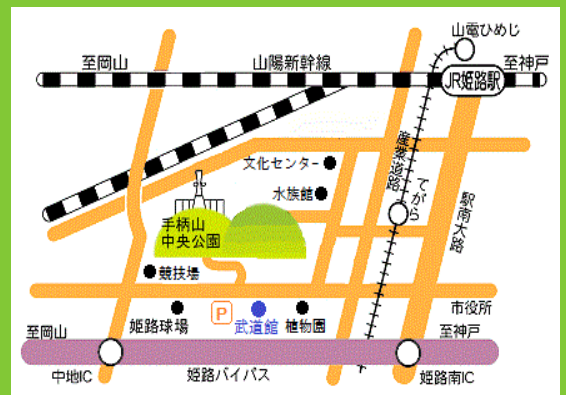 山電ひめじ
至岡山
山陽新幹線
至神戸
JR姫路駅
文化センター
産業道路
水族館
てがら
駅南大路
手柄山
中央公園
競技場
市役所
姫路球場
P
武道館
植物園
至岡山
至神戸
中地IC
姫路バイパス
姫路南IC